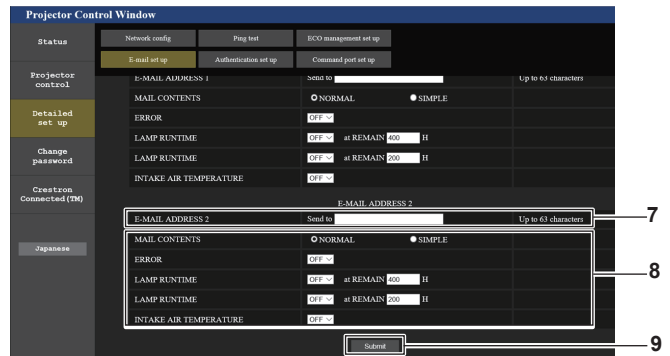 Projector Control Window
Status
Network config Ping test ECO management set up
E-mail set up Authentication set up Command port set up
Projector control
Detailed set up
Change password
Crestron Connected(TM)
Japanese
E-MAIL ADDRESS 1 Send to Up to 63 characters
MAIL CONTENTS NORMAL SIMPLE
ERROR OFF
LAMP RUNTIME OFF at REMAIN 400 H
LAMP RUNTIME OFF at REMAIN 200 H
INTAKE AIR TEMPERATURE OFF
E-MAIL ADDRESS 2
E-MAIL ADDRESS 2 Send to Up to 63 characters 7
MAIL CONTENTS NORMAL SIMPLE
ERROR OFF
8
LAMP RUNTIME OFF at REMAIN 400 H
LAMP RUNTIME OFF at REMAIN 200 H
INTAKE AIR TEMPERATURE OFF
Submit 9